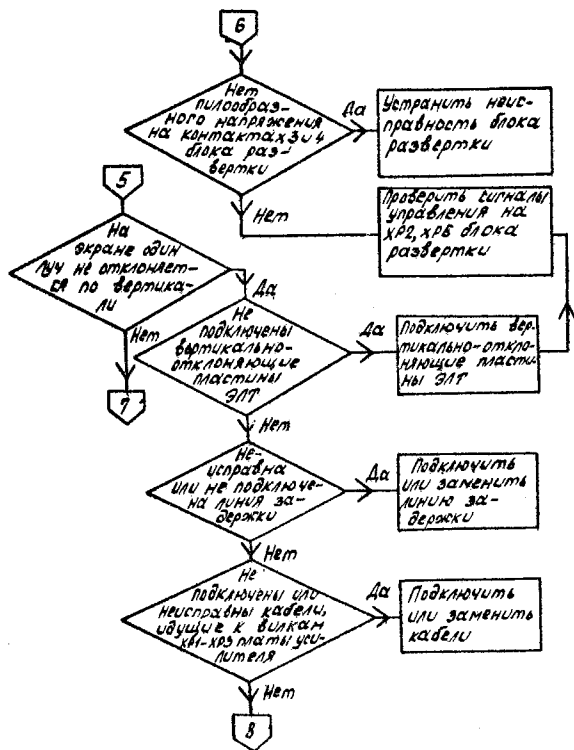 6
Нет
пилообраз-
ного напряжения
на контактах 3 и 4
блока раз-
вертки
Да
Устранить неис-
правность блока
развертки
Нет
Проверить сигналы
управления на
ХР2, ХР5 блока
развертки
5
На
экране один
луч не отклоняет-
ся по вертика-
ли
Да
Нет
7
Не
подключены
вертикально-
отклоняющие
пластины
ЭЛТ
Да
Подключить вер-
тикально-откло-
няющие пласти-
ны ЭЛТ
Нет
Не-
исправна
или не подключе-
на линия за-
держки
Да
Подключить
или заменить
линию за-
держки
Нет
Не
подключены или
неисправны кабели,
идущие к вилкам
ХР1-ХР3 платы уси-
лителя
Да
Подключить
или заменить
кабели
Нет
8